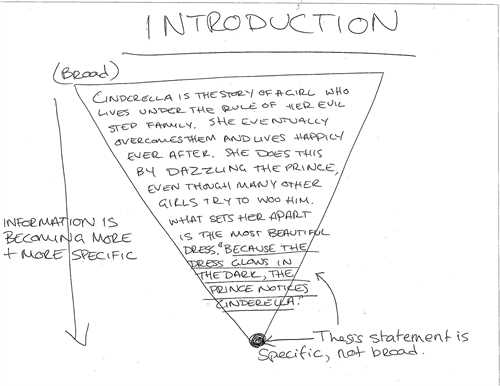 INTRODUCTION
(Broad)
CINDERELLA IS THE STORY OF A GIRL WHO
LIVES UNDER THE RULE OF HER EVIL
STEP FAMILY. SHE EVENTUALLY
OVERCOMES THEM AND LIVES HAPPILY
EVER AFTER. SHE DOES THIS
BY DAZZLING THE PRINCE,
EVEN THOUGH MANY OTHER
GIRLS TRY TO WOO HIM.
WHAT SETS HER APART
IS THE MOST BEAUTIFUL
DRESS. "BECAUSE THE
DRESS GLOWS IN
THE DARK, THE
PRINCE NOTICES
CINDERELLA."
INFORMATION IS
BECOMING MORE
+ MORE SPECIFIC
Thesis statement is
Specific, not broad.